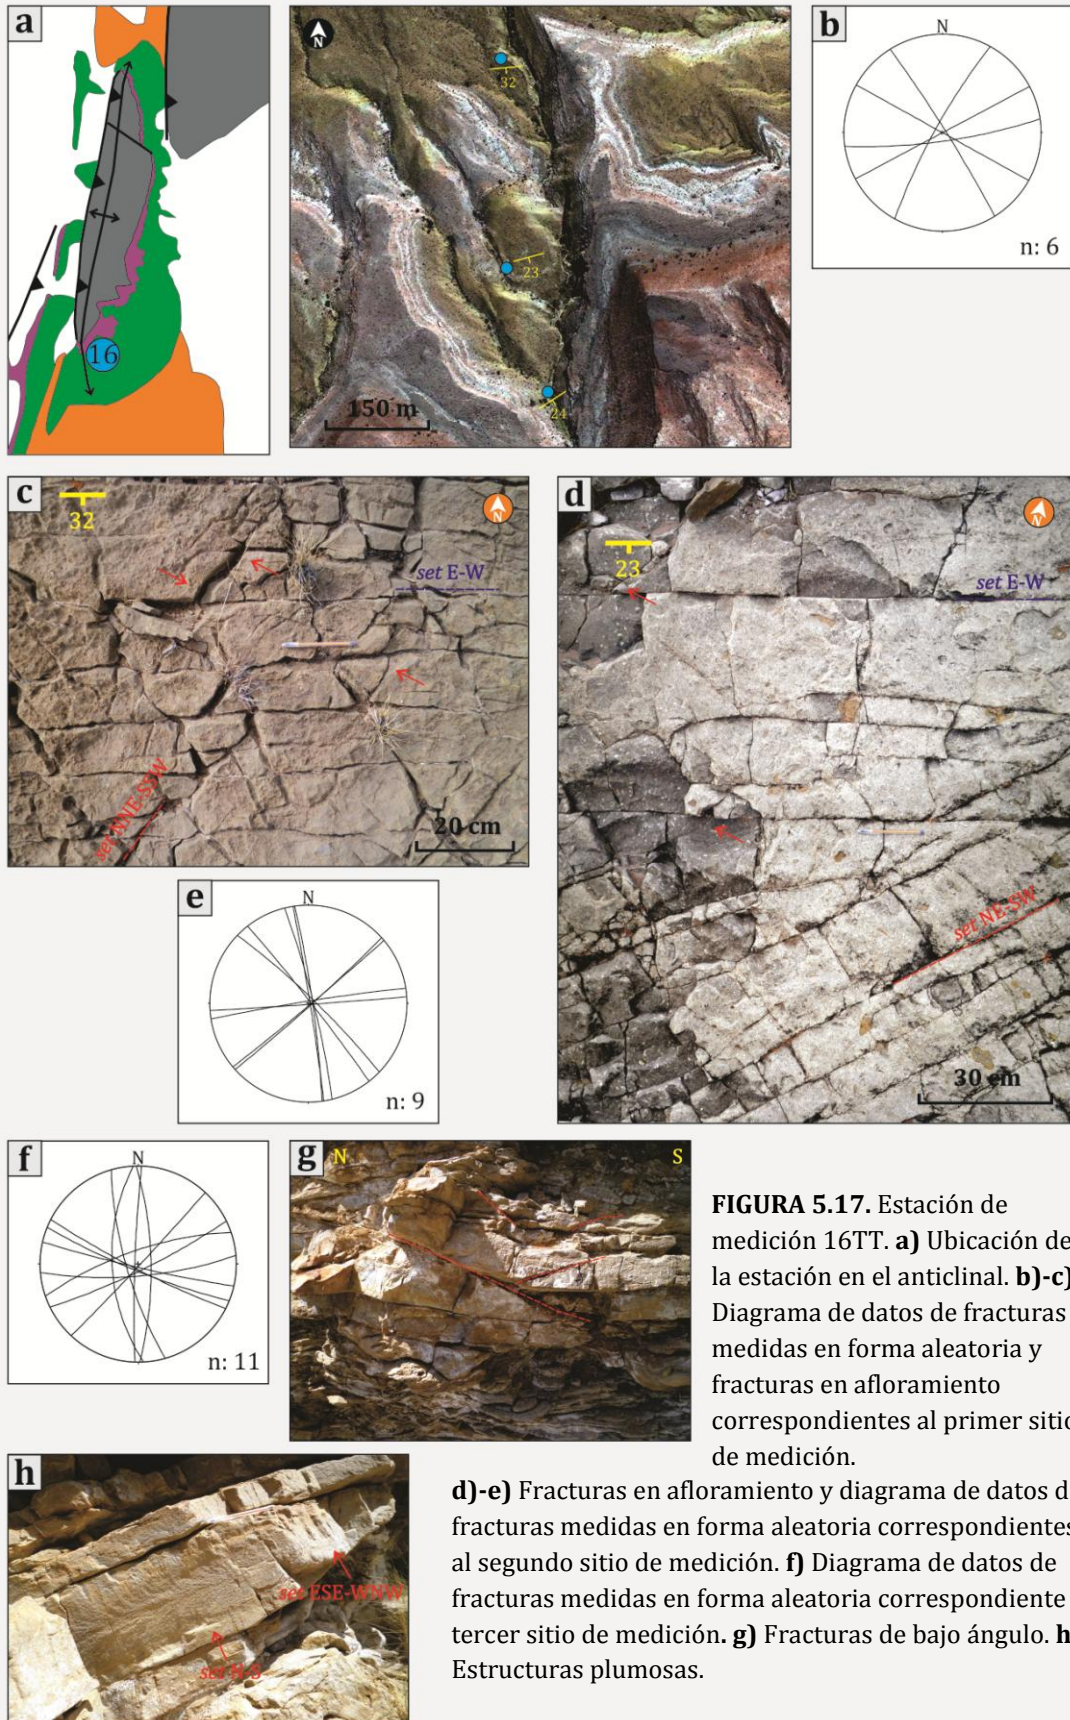 a
N
32
23
24
150 m
16
b
N
n: 6
c
32
N
set E-W
set NNE-SSW
20 cm
d
23
N
set E-W
set NE-SW
30 cm
e
N
n: 9
f
N
n: 11
g
N
S
h
set ESE-WNW
set N-S
FIGURA 5.17. Estación de
medición 16TT. a) Ubicación de
la estación en el anticlinal. b)-c)
Diagrama de datos de fracturas
medidas en forma aleatoria y
fracturas en afloramiento
correspondientes al primer sitio
de medición.
d)-e) Fracturas en afloramiento y diagrama de datos d
fracturas medidas en forma aleatoria correspondientes
al segundo sitio de medición. f) Diagrama de datos de
fracturas medidas en forma aleatoria correspondiente
tercer sitio de medición. g) Fracturas de bajo ángulo. h
Estructuras plumosas.